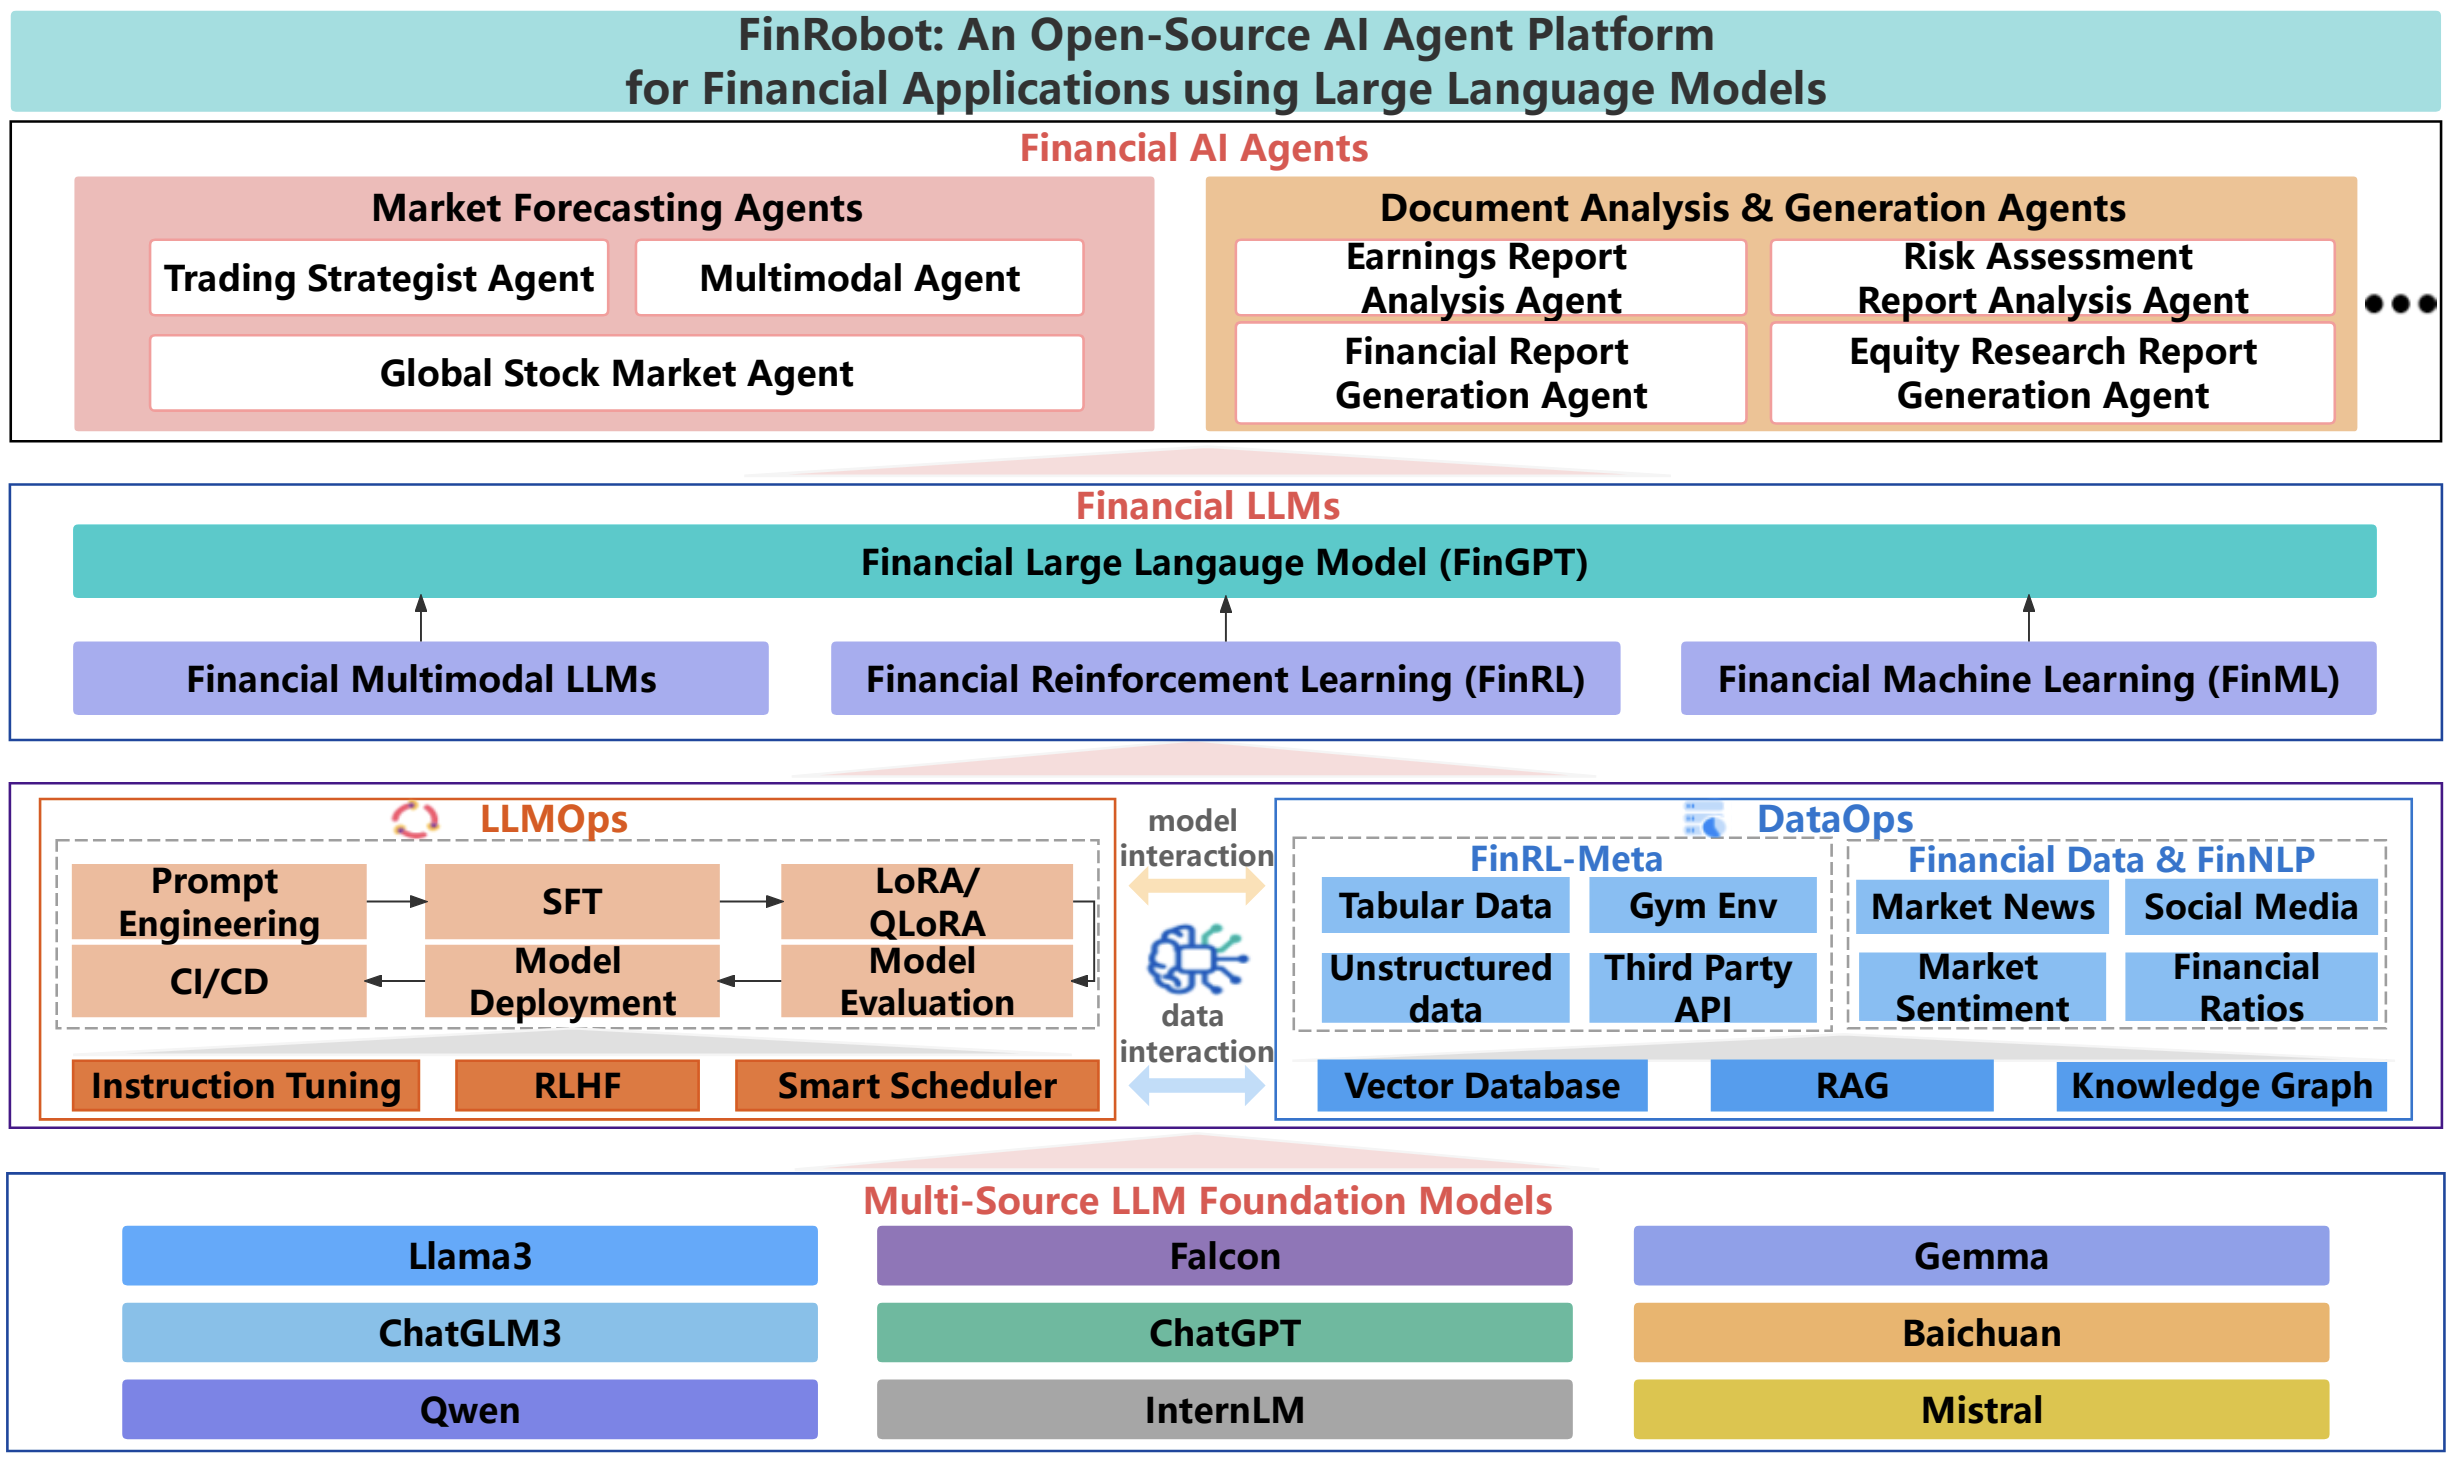 FinRobot: An Open-Source AI Agent Platform
for Financial Applications using Large Language Models
Financial AI Agents
Market Forecasting Agents
Trading Strategist Agent
Multimodal Agent
Global Stock Market Agent
Document Analysis & Generation Agents
Earnings Report
Analysis Agent
Risk Assessment
Report Analysis Agent
Financial Report
Generation Agent
Equity Research Report
Generation Agent
Financial LLMs
Financial Large Langauge Model (FinGPT)
Financial Multimodal LLMs
Financial Reinforcement Learning (FinRL)
Financial Machine Learning (FinML)
LLMOps
Prompt
Engineering
SFT
LoRA/
QLoRA
CI/CD
Model
Deployment
Model
Evaluation
Instruction Tuning
RLHF
Smart Scheduler
model
interaction
data
interaction
DataOps
FinRL-Meta
Tabular Data
Gym Env
Unstructured
data
Third Party
API
Financial Data & FinNLP
Market News
Social Media
Market
Sentiment
Financial
Ratios
Vector Database
RAG
Knowledge Graph
Multi-Source LLM Foundation Models
Llama3
Falcon
Gemma
ChatGLM3
ChatGPT
Baichuan
Qwen
InternLM
Mistral